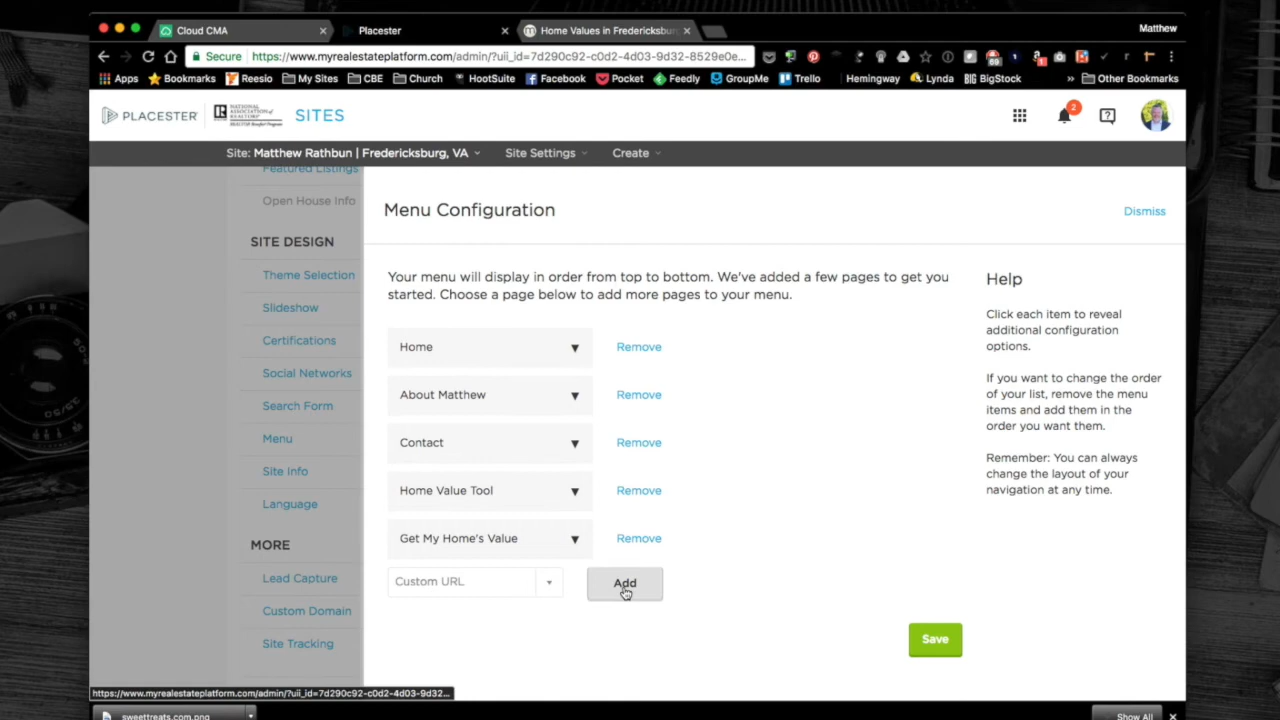 Cloud CMA
Placester
Home Values in Fredericksburg
Matthew
Secure
https://www.myrealestateplatform.com/admin/?uii_id=7d290c92-c0d2-4d03-9d32-8529e0e...
Apps
Bookmarks
Reesio
My Sites
CBE
Church
HootSuite
Facebook
Pocket
Feedly
GroupMe
Trello
Hemingway
Lynda
BigStock
»
Other Bookmarks
PLACESTER
NATIONAL ASSOCIATION of REALTORS
SITES
2
Site: Matthew Rathbun | Fredericksburg, VA
Site Settings
Create
Featured Listings
Open House Info
SITE DESIGN
Theme Selection
Slideshow
Certifications
Social Networks
Search Form
Menu
Site Info
Language
MORE
Lead Capture
Custom Domain
Site Tracking
Menu Configuration
Dismiss
Your menu will display in order from top to bottom. We've added a few pages to get you
started. Choose a page below to add more pages to your menu.
Home
Remove
About Matthew
Remove
Contact
Remove
Home Value Tool
Remove
Get My Home's Value
Remove
Custom URL
Add
Save
Help
Click each item to reveal
additional configuration
options.
If you want to change the order
of your list, remove the menu
items and add them in the
order you want them.
Remember: You can always
change the layout of your
navigation at any time.
https://www.myrealestateplatform.com/admin/?uii_id=7d290c92-c0d2-4d03-9d32...
sweettreats.com.png
Show All